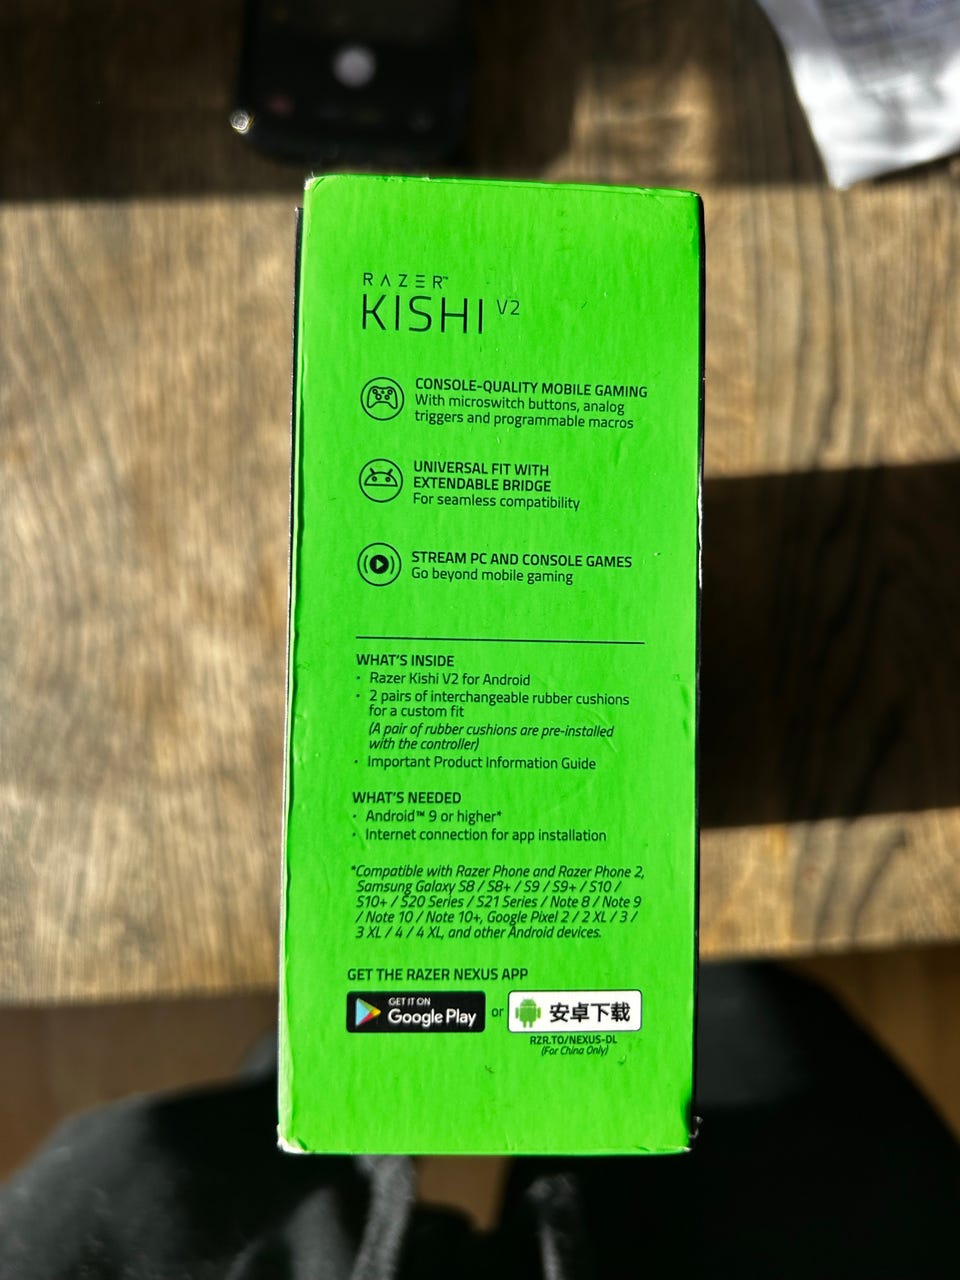 RAZER™
KISHI V2
CONSOLE-QUALITY MOBILE GAMING
With microswitch buttons, analog
triggers and programmable macros
UNIVERSAL FIT WITH
EXTENDABLE BRIDGE
For seamless compatibility
STREAM PC AND CONSOLE GAMES
Go beyond mobile gaming
WHAT'S INSIDE
· Razer Kishi V2 for Android
· 2 pairs of interchangeable rubber cushions
for a custom fit
(A pair of rubber cushions are pre-installed
with the controller)
· Important Product Information Guide
WHAT'S NEEDED
· Android™ 9 or higher*
· Internet connection for app installation
*Compatible with Razer Phone and Razer Phone 2,
Samsung Galaxy S8 / S8+ / S9 / S9+ / S10 /
S10+ / S20 Series / S21 Series / Note 8 / Note 9
/ Note 10 / Note 10+, Google Pixel 2 / 2 XL / 3 /
3 XL / 4 / 4 XL, and other Android devices.
GET THE RAZER NEXUS APP
GET IT ON
Google Play
or
安卓下载
RZR.TO/NEXUS-DL
(For China Only)